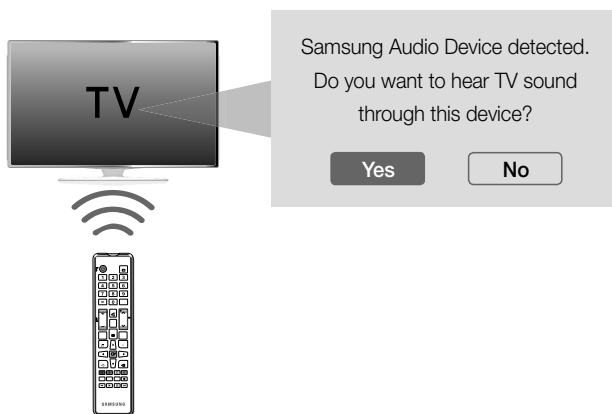 TV
Samsung Audio Device detected.
Do you want to hear TV sound
through this device?
Yes
No
SAMSUNG